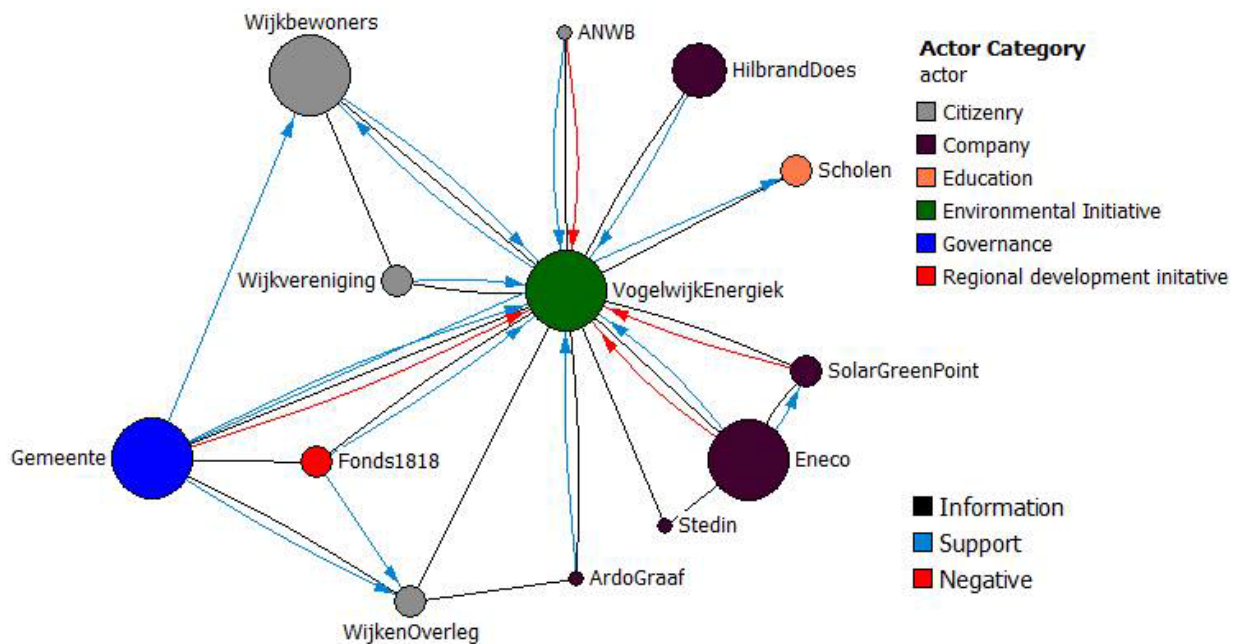 Wijkbewoners
ANWB
HilbrandDoes
Scholen
Wijkvereniging
VogelwijkEnergiek
SolarGreenPoint
Gemeente
Fonds1818
Eneco
Stedin
ArdoGraaf
WijkenOverleg
Actor Category
actor
Citizenry
Company
Education
Environmental Initiative
Governance
Regional development initative
Information
Support
Negative